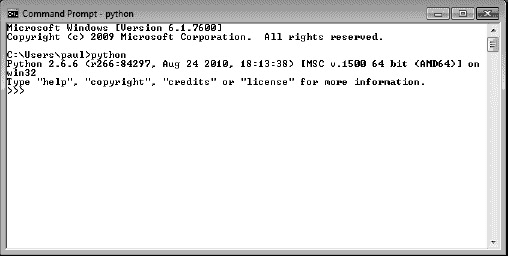 Command Prompt - python
Microsoft Windows [Version 6.1.7600]
Copyright (c) 2009 Microsoft Corporation.  All rights reserved.
C:\Users\paul>python
Python 2.6.6 (r266:84297, Aug 24 2010, 18:13:38) [MSC v.1500 64 bit (AMD64)] on
win32
Type "help", "copyright", "credits" or "license" for more information.
>>>